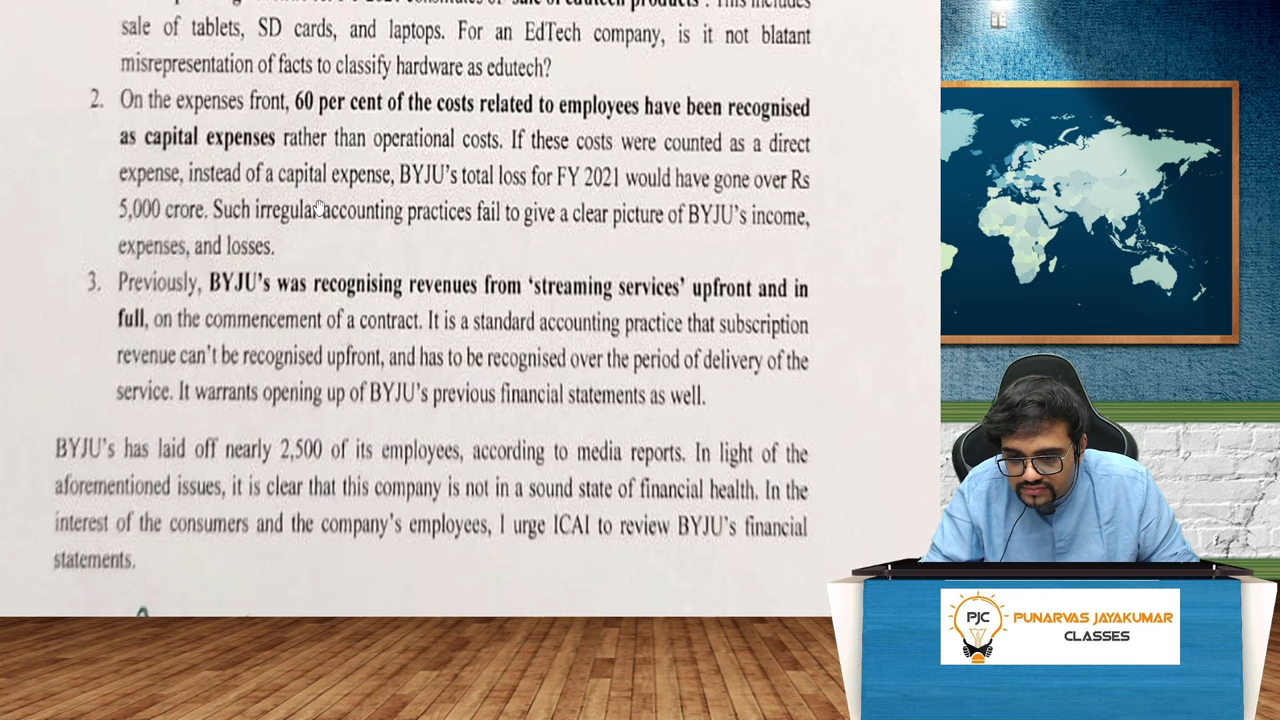 sale of edutech products". This includes
sale of tablets, SD cards, and laptops. For an EdTech company, is it not blatant
misrepresentation of facts to classify hardware as edutech?
2. On the expenses front, 60 per cent of the costs related to employees have been recognised
as capital expenses rather than operational costs. If these costs were counted as a direct
expense, instead of a capital expense, BYJU's total loss for FY 2021 would have gone over Rs
5,000 crore. Such irregular accounting practices fail to give a clear picture of BYJU's income,
expenses, and losses.
3. Previously, BYJU's was recognising revenues from 'streaming services' upfront and in
full, on the commencement of a contract. It is a standard accounting practice that subscription
revenue can't be recognised upfront, and has to be recognised over the period of delivery of the
service. It warrants opening up of BYJU's previous financial statements as well.
BYJU's has laid off nearly 2,500 of its employees, according to media reports. In light of the
aforementioned issues, it is clear that this company is not in a sound state of financial health. In the
interest of the consumers and the company's employees, I urge ICAI to review BYJU's financial
statements.
PJC
PUNARVAS JAYAKUMAR
CLASSES